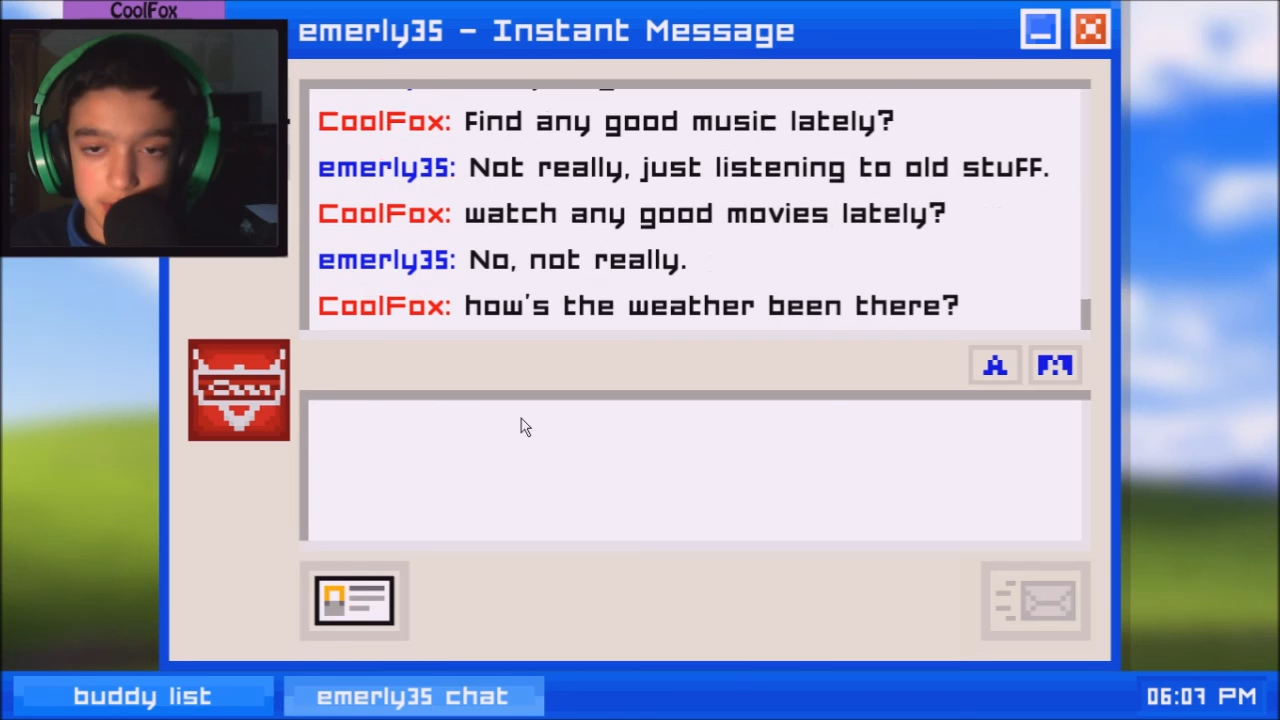 CoolFox
emerly35 - Instant Message
CoolFox: Find any good music lately?
emerly35: Not really, just listening to old stuff.
CoolFox: watch any good movies lately?
emerly35: No, not really.
CoolFox: how's the weather been there?
A
buddy list
emerly35 chat
06:07 PM